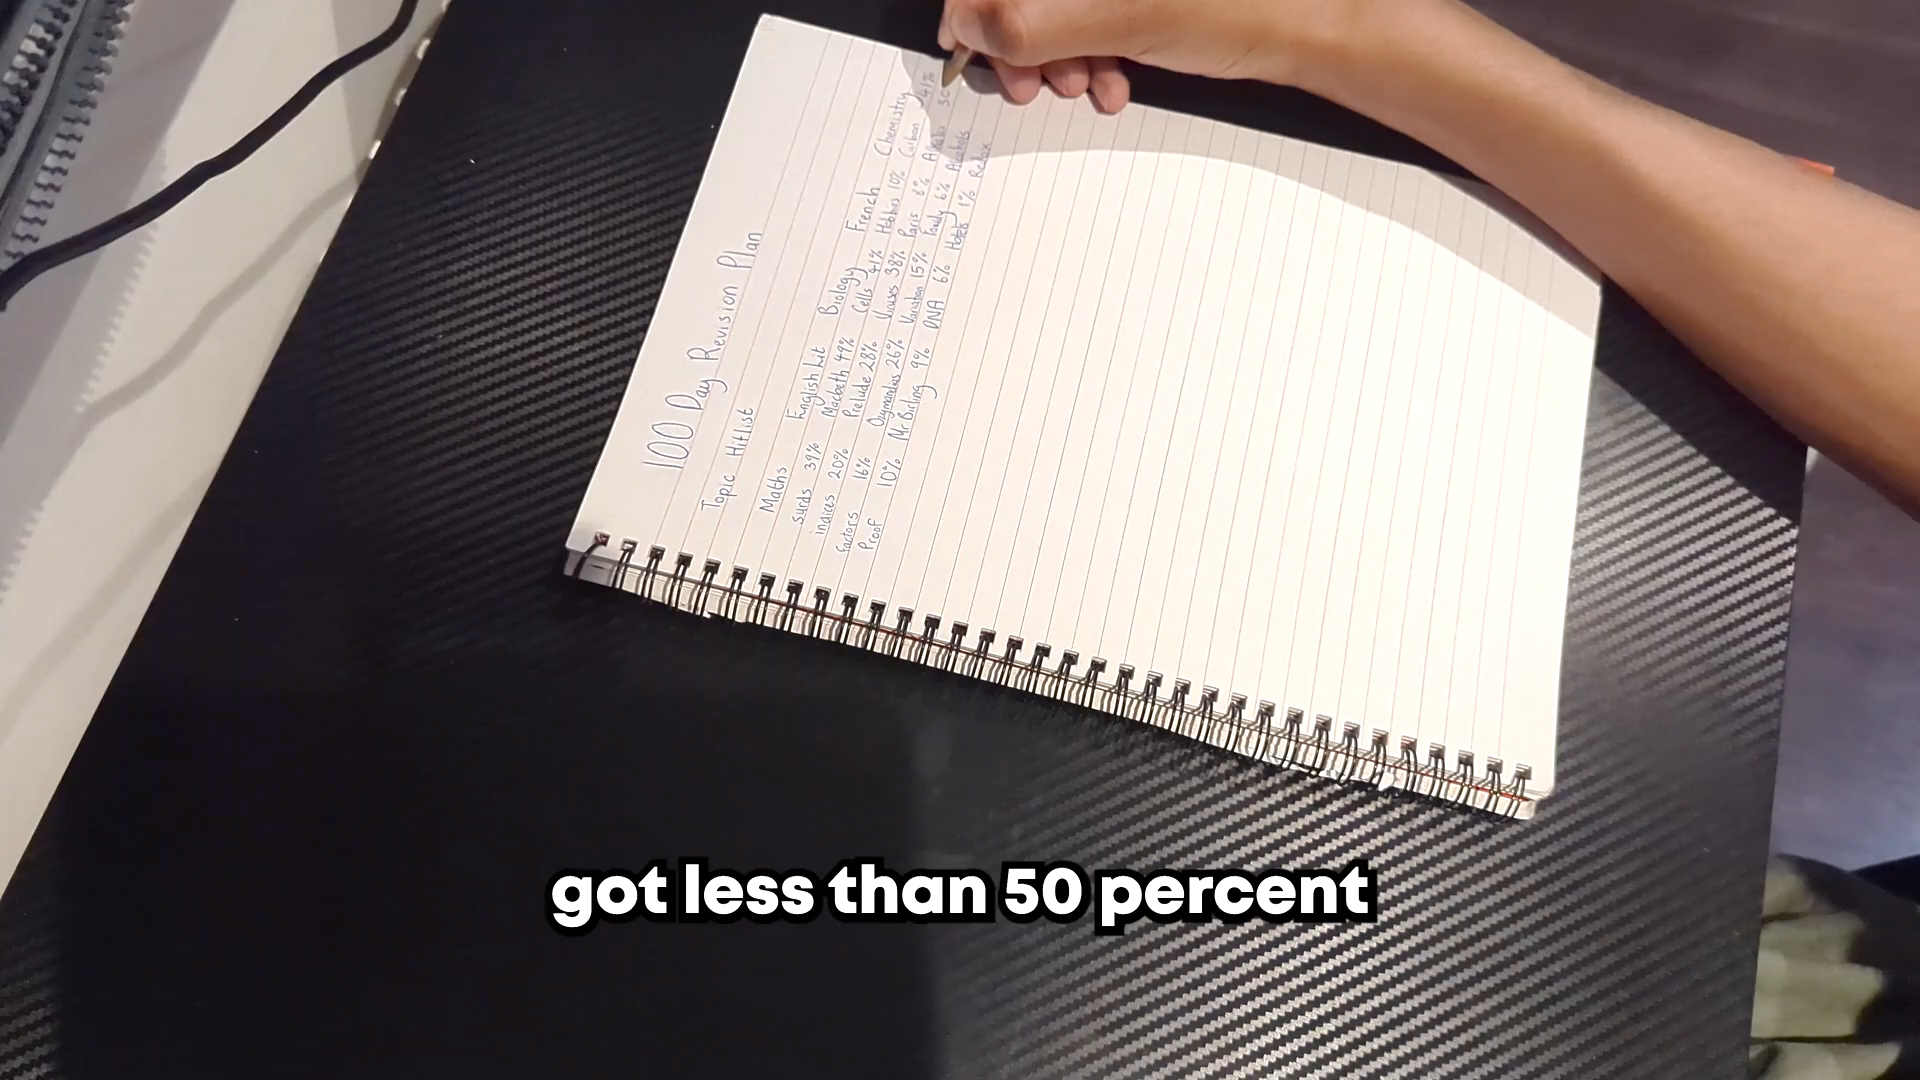 100 Day Revision Plan
Topic Hitlist
Maths English Lit Biology French Chemistry
Surds 39% Macbeth 49% Cells 41% Hobbies 10% Carbon 41%
indices 20% Prelude 28% Viruses 38% Paris 8% 30
Factors 16% Ozymandias 26% Variation 15% Family 6% Alcohols
Proof 10% Mr Birling 9% DNA 6% Hotels 1% Redox
got less than 50 percent